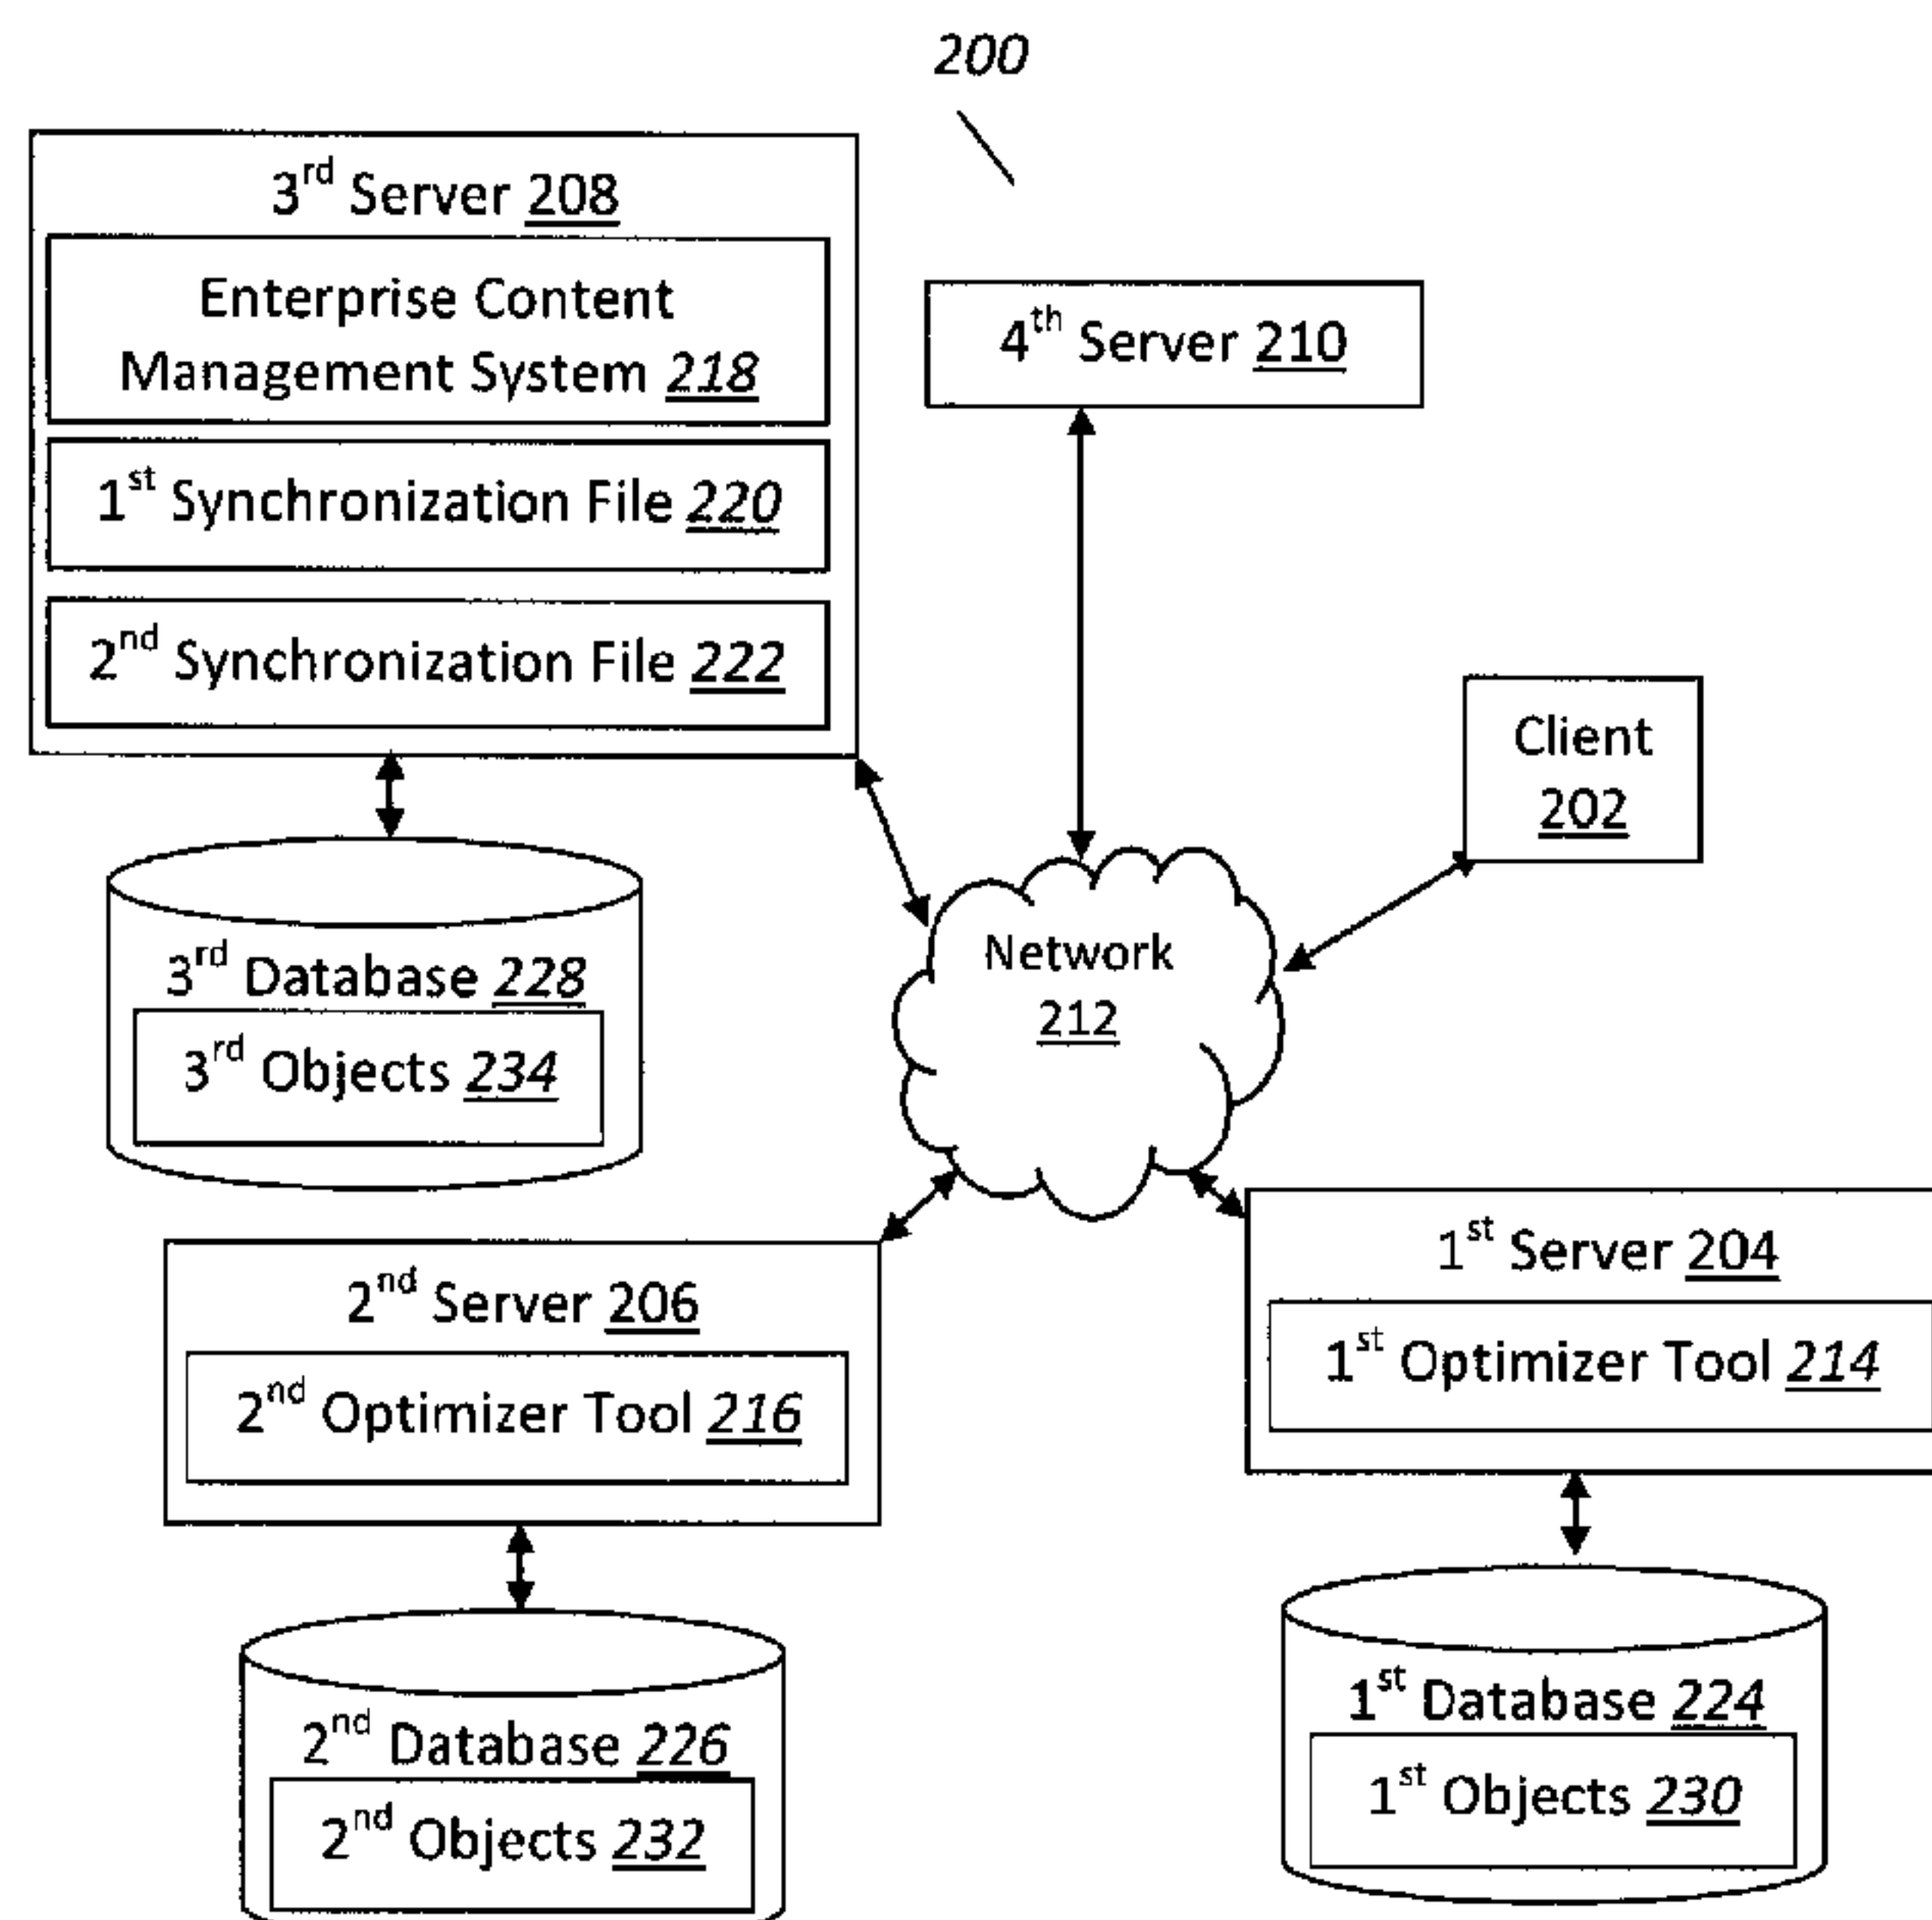 200
3rd Server 208
Enterprise Content
Management System 218
1st Synchronization File 220
2nd Synchronization File 222
4th Server 210
Client
202
Network
212
3rd Database 228
3rd Objects 234
2nd Server 206
2nd Optimizer Tool 216
1st Server 204
1st Optimizer Tool 214
2nd Database 226
2nd Objects 232
1st Database 224
1st Objects 230